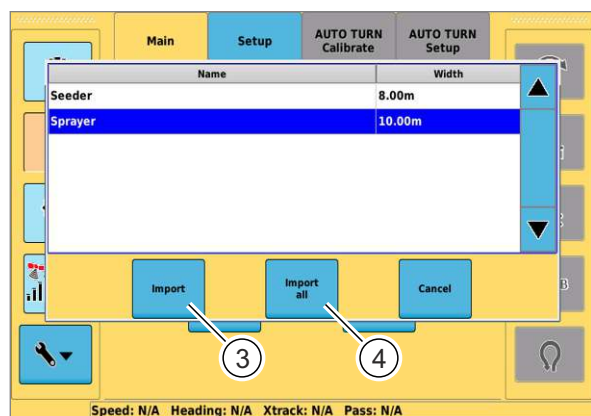 Main
Setup
AUTO TURN
Calibrate
AUTO TURN
Setup
Name
Width
Seeder
8.00m
Sprayer
10.00m
Import
Import
all
Cancel
B
3
4
Speed: N/A Heading: N/A Xtrack: N/A Pass: N/A